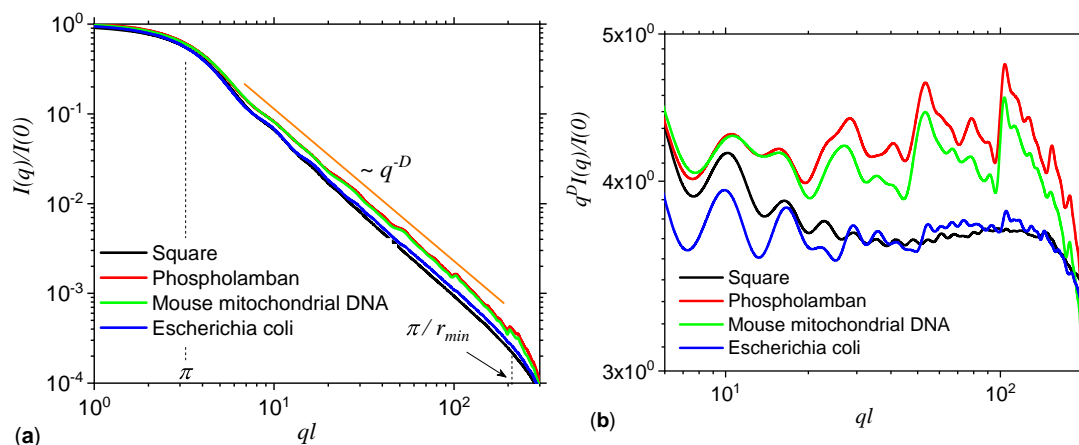 I(q)/I(0)
10^0
10^-1
10^-2
10^-3
10^-4
~ q^-D
Square
Phospholamban
Mouse mitochondrial DNA
Escherichia coli
π / r_min
π
10^0
10^1
10^2
ql
(a)
q^D I(q)/I(0)
5x10^0
4x10^0
3x10^0
Square
Phospholamban
Mouse mitochondrial DNA
Escherichia coli
10^1
10^2
ql
(b)